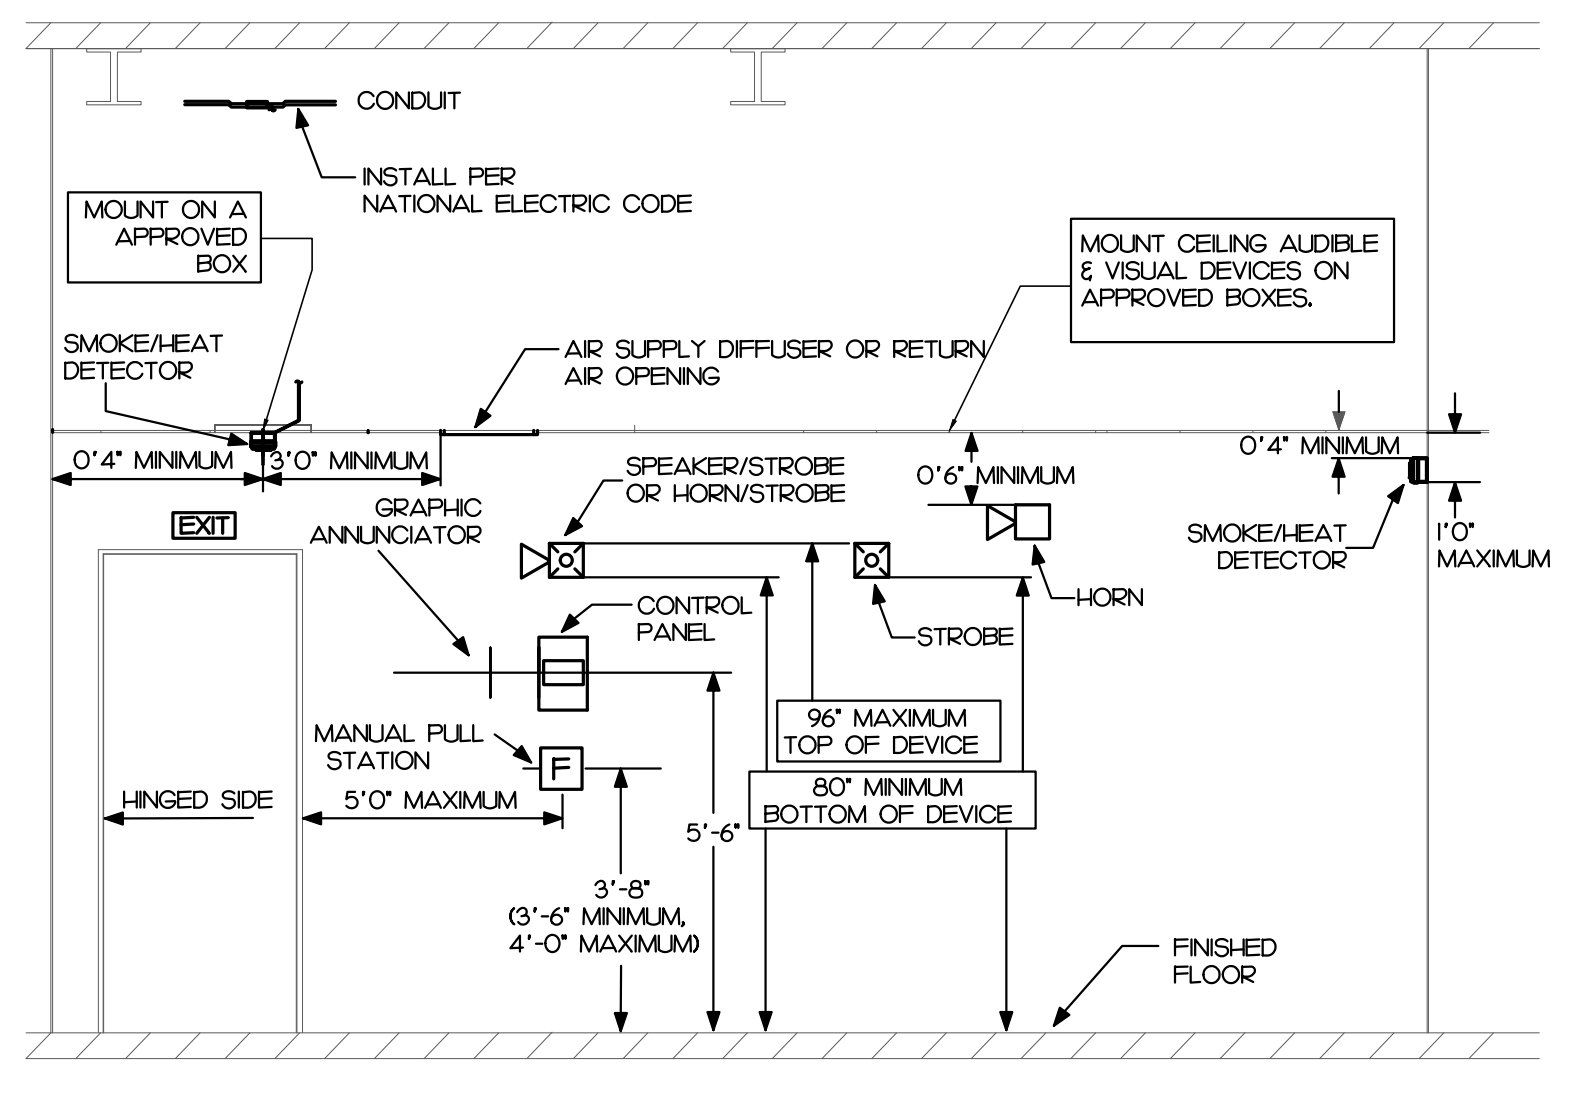 CONDUIT
INSTALL PER
NATIONAL ELECTRIC CODE
MOUNT ON A
APPROVED
BOX
MOUNT CEILING AUDIBLE
& VISUAL DEVICES ON
APPROVED BOXES.
SMOKE/HEAT
DETECTOR
AIR SUPPLY DIFFUSER OR RETURN
AIR OPENING
0'4" MINIMUM
3'0" MINIMUM
SPEAKER/STROBE
OR HORN/STROBE
0'6" MINIMUM
0'4" MINIMUM
GRAPHIC
ANNUNCIATOR
EXIT
SMOKE/HEAT
DETECTOR
1'0"
MAXIMUM
HORN
CONTROL
PANEL
STROBE
96" MAXIMUM
TOP OF DEVICE
MANUAL PULL
STATION
F
80" MINIMUM
BOTTOM OF DEVICE
HINGED SIDE
5'0" MAXIMUM
5'-6"
3'-8"
(3'-6" MINIMUM,
4'-0" MAXIMUM)
FINISHED
FLOOR